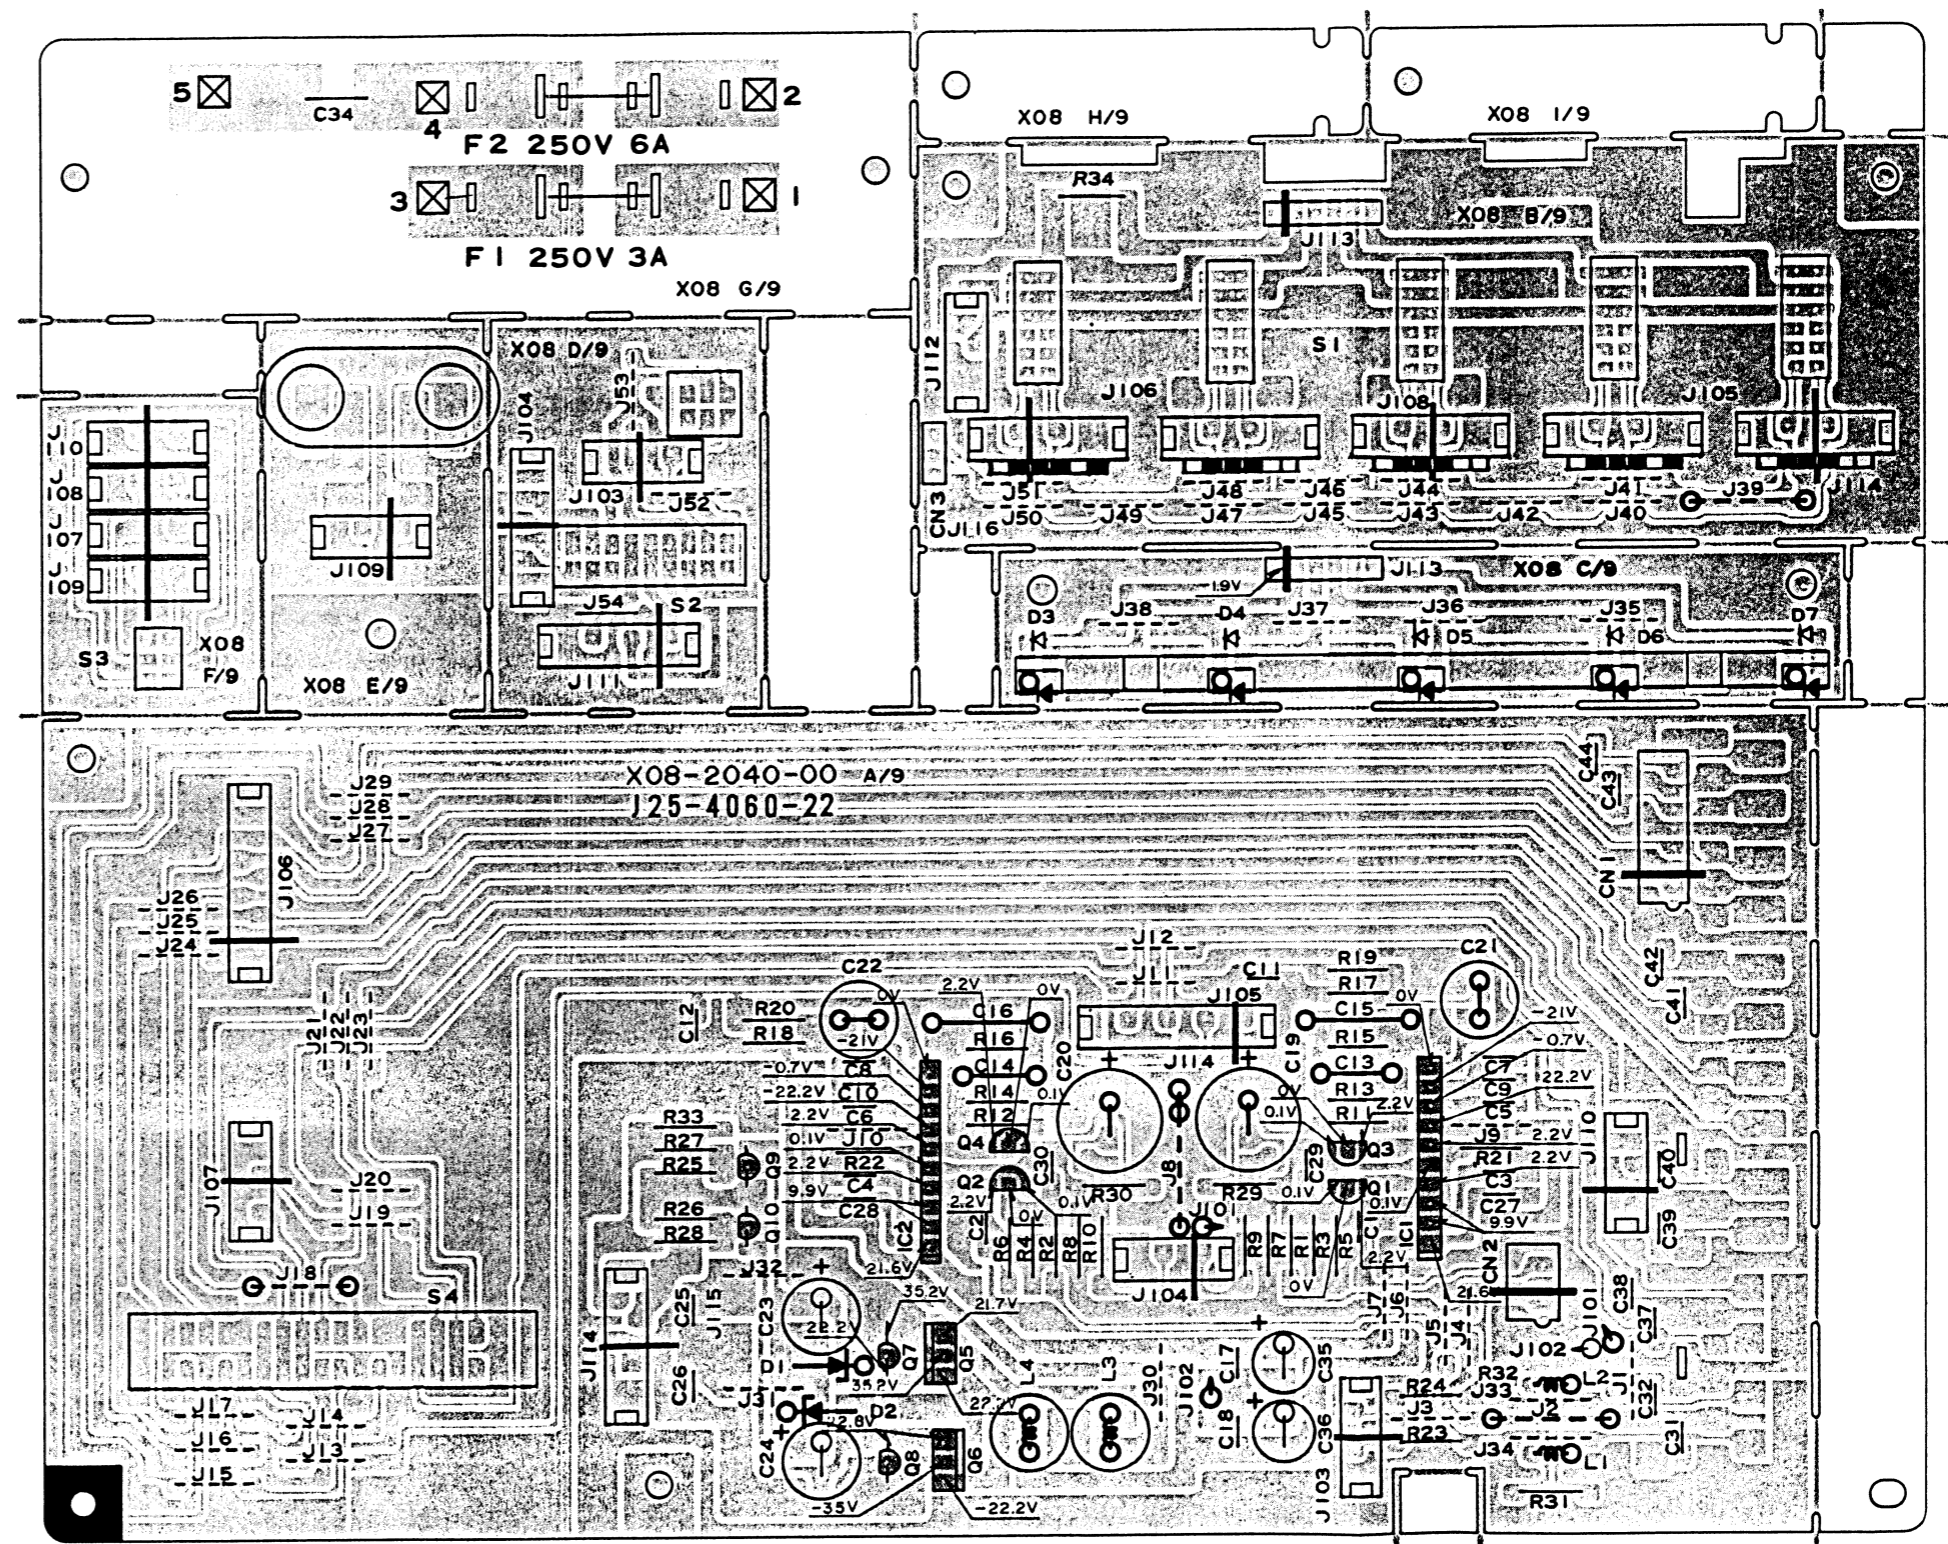 5
C34
4
2
F2 250V 6A
3
1
F1 250V 3A
X08 G/9
X08 H/9
X08 I/9
R34
X08 B/9
J113
J112
S1
J106
J108
J105
CN3
J116
J51
J50
J49
J48
J47
J46
J45
J44
J43
J42
J41
J40
J39
J114
J110
J108
J107
J109
S3
X08
F/9
J109
X08 E/9
X08 D/9
J53
J104
J103
J52
J54
S2
J111
1.9V
J113
X08 C/9
D3
J38
D4
J37
J36
D5
J35
D6
D7
X08-2040-00 A/9
J25-4060-22
J29
J28
J27
J106
J26
J25
J24
J21
J22
J23
J107
J20
J19
J18
S4
J17
J16
J15
J14
J13
C44
C43
CN1
C42
C41
J12
J11
C11
C22
C12
R20
R18
-21V
0V
2.2V
0V
C16
R16
C14
R14
R12
0.1V
C20
J105
J114
C19
R19
R17
0V
C15
R15
C13
R13
R11
C21
-21V
-0.7V
C7
-22.2V
C9
C5
J9
2.2V
R21
2.2V
C3
C27
9.9V
-0.7V
C8
-22.2V
C10
2.2V
C6
0.1V
J10
2.2V
R22
9.9V
C4
C28
IC2
21.6V
R33
R27
R25
Q9
R26
R28
Q10
Q4
Q2
C30
2.2V
0V
0.1V
C2
R6
R4
R2
R8
R10
R30
J8
R29
J101
J104
0V
0.1V
2.2V
C29
Q3
Q1
0.1V
0.1V
R9
R7
R1
R3
R5
C1
IC1
2.2V
0V
21.6
J110
C40
C39
CN2
J32
C25
J115
C23
35.2V
21.7V
J114
C26
D1
Q7
Q5
35.2V
J31
D2
C24
Q8
Q6
-35V
-22.2V
L4
L3
J30
J102
C17
C18
C35
C36
J103
J7
J6
J5
J4
R24
J3
R23
R32
J33
J34
J102
J101
C38
C37
L2
J2
J1
C32
L1
C31
R31